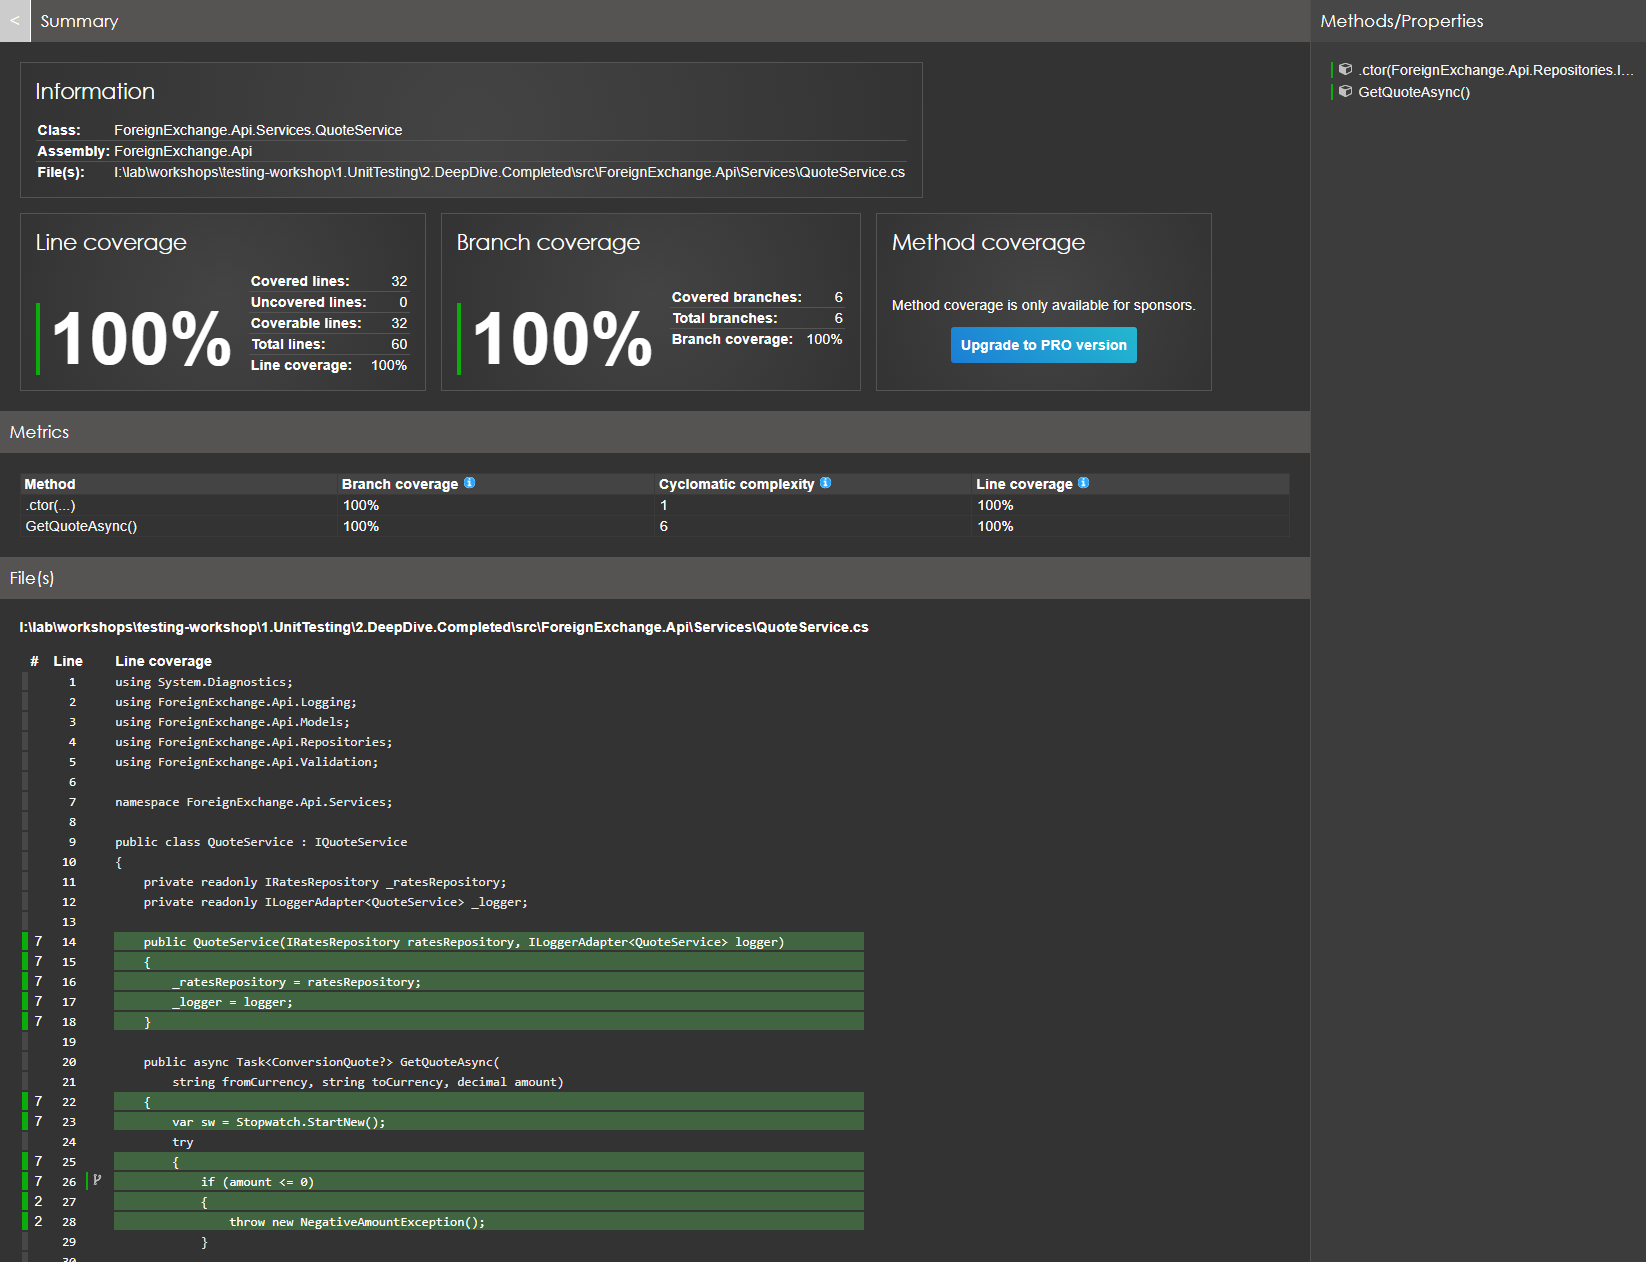 < Summary
Methods/Properties
.ctor(ForeignExchange.Api.Repositories.I...
GetQuoteAsync()
Information
Class: ForeignExchange.Api.Services.QuoteService
Assembly: ForeignExchange.Api
File(s): I:\lab\workshops\testing-workshop\1.UnitTesting\2.DeepDive.Completed\src\ForeignExchange.Api\Services\QuoteService.cs
Line coverage
100%
Covered lines: 32
Uncovered lines: 0
Coverable lines: 32
Total lines: 60
Line coverage: 100%
Branch coverage
100%
Covered branches: 6
Total branches: 6
Branch coverage: 100%
Method coverage
Method coverage is only available for sponsors.
Upgrade to PRO version
Metrics
Method Branch coverage Cyclomatic complexity Line coverage
.ctor(...) 100% 1 100%
GetQuoteAsync() 100% 6 100%
File(s)
I:\lab\workshops\testing-workshop\1.UnitTesting\2.DeepDive.Completed\src\ForeignExchange.Api\Services\QuoteService.cs
# Line Line coverage
1 using System.Diagnostics;
2 using ForeignExchange.Api.Logging;
3 using ForeignExchange.Api.Models;
4 using ForeignExchange.Api.Repositories;
5 using ForeignExchange.Api.Validation;
6
7 namespace ForeignExchange.Api.Services;
8
9 public class QuoteService : IQuoteService
10 {
11 private readonly IRatesRepository _ratesRepository;
12 private readonly ILoggerAdapter<QuoteService> _logger;
13
7 14 public QuoteService(IRatesRepository ratesRepository, ILoggerAdapter<QuoteService> logger)
7 15 {
7 16 _ratesRepository = ratesRepository;
7 17 _logger = logger;
7 18 }
19
20 public async Task<ConversionQuote?> GetQuoteAsync(
21 string fromCurrency, string toCurrency, decimal amount)
7 22 {
7 23 var sw = Stopwatch.StartNew();
24 try
7 25 {
7 26 if (amount <= 0)
2 27 {
2 28 throw new NegativeAmountException();
29 }
30